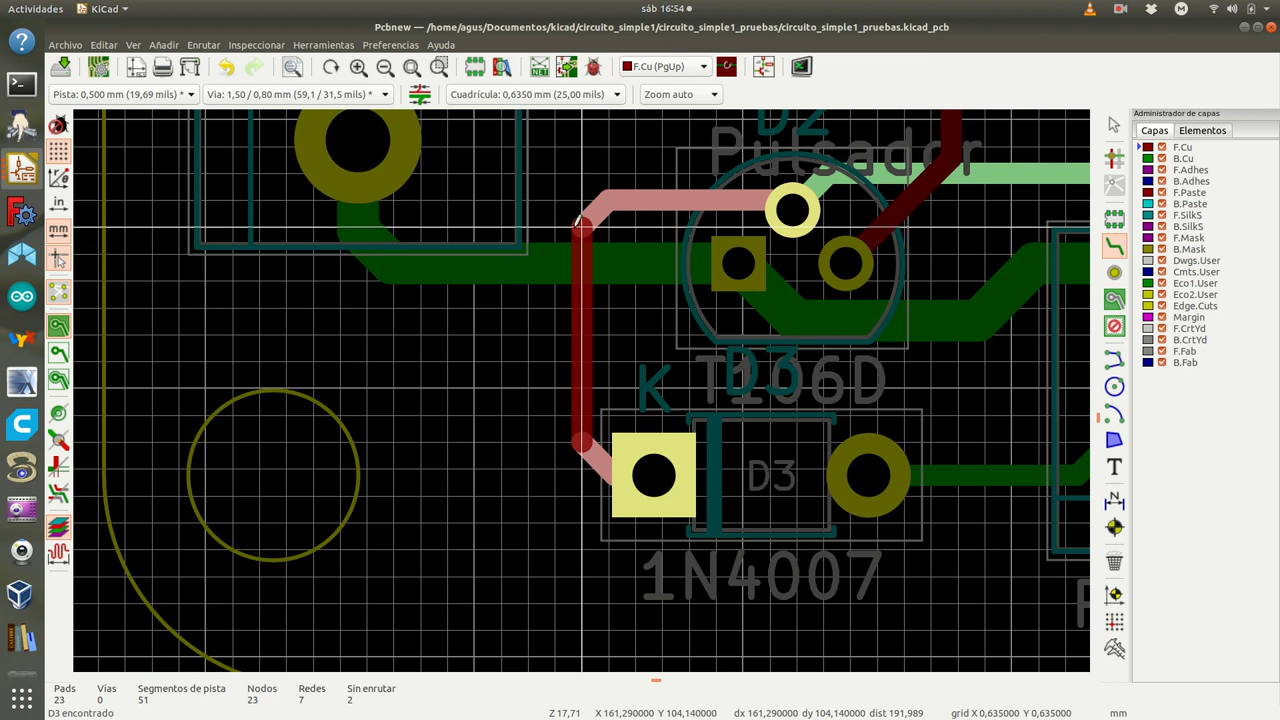 Actividades
KiCad
sáb 16:54
Pcbnew — /home/agus/Documentos/kicad/circuito_simple1/circuito_simple1_pruebas/circuito_simple1_pruebas.kicad_pcb
Archivo Editar Ver Añadir Enrutar Inspeccionar Herramientas Preferencias Ayuda
F.Cu (PgUp)
Pista: 0,500 mm (19,69 mils) *
Via: 1,50 / 0,80 mm (59,1 / 31,5 mils) *
Cuadrícula: 0,6350 mm (25,00 mils)
Zoom auto
NET
in
mm
D2
Pulsador
D3
K
T106D
D3
1N4007
T
N
Administrador de capas
Capas Elementos
F.Cu
B.Cu
F.Adhes
B.Adhes
F.Paste
B.Paste
F.SilkS
B.SilkS
F.Mask
B.Mask
Dwgs.User
Cmts.User
Eco1.User
Eco2.User
Edge.Cuts
Margin
F.CrtYd
B.CrtYd
F.Fab
B.Fab
Pads Vías Segmentos de pista Nodos Redes Sin enrutar
23 0 51 23 7 2
D3 encontrado
Z 17,71 X 161,290000 Y 104,140000 dx 161,290000 dy 104,140000 dist 191,989 grid X 0,635000 Y 0,635000 mm